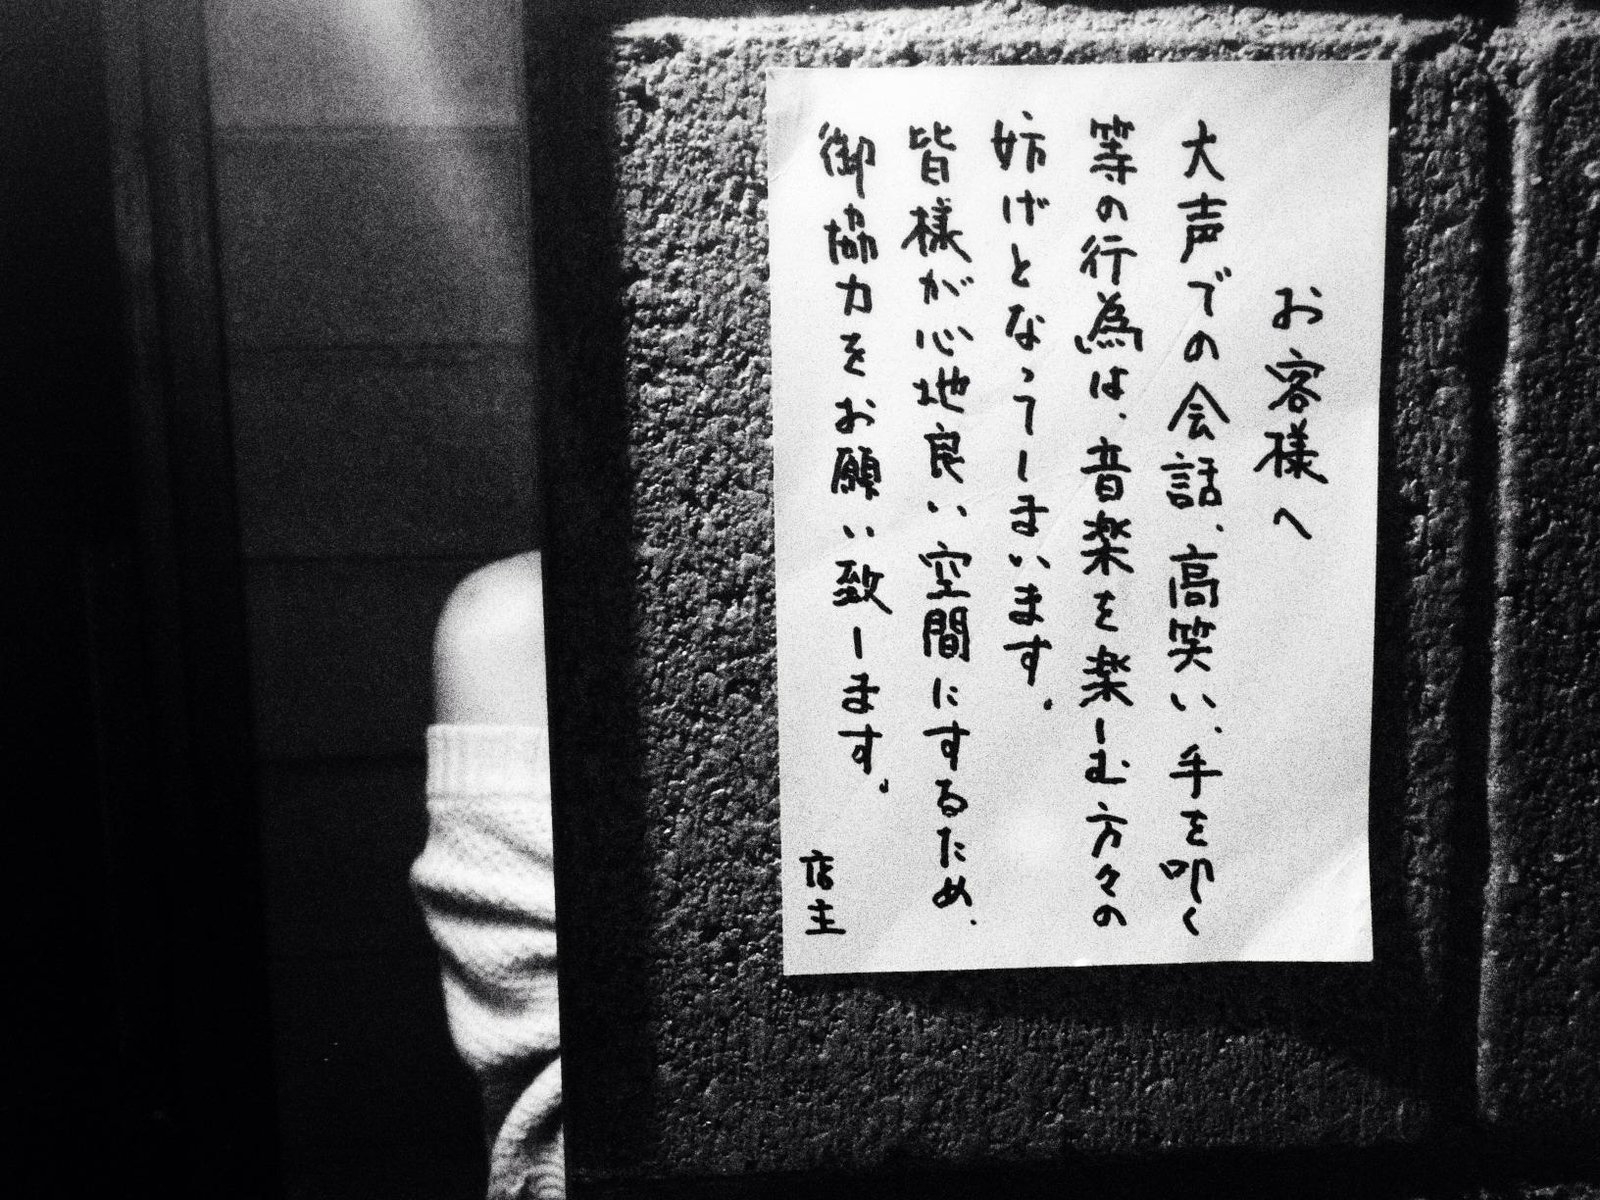 お客様へ
大声での会話、高笑い、手を叩く
等の行為は、音楽を楽しむ方々の
妨げとなってしまいます。
皆様が心地良い空間にするため、
御協力をお願い致します。
店主